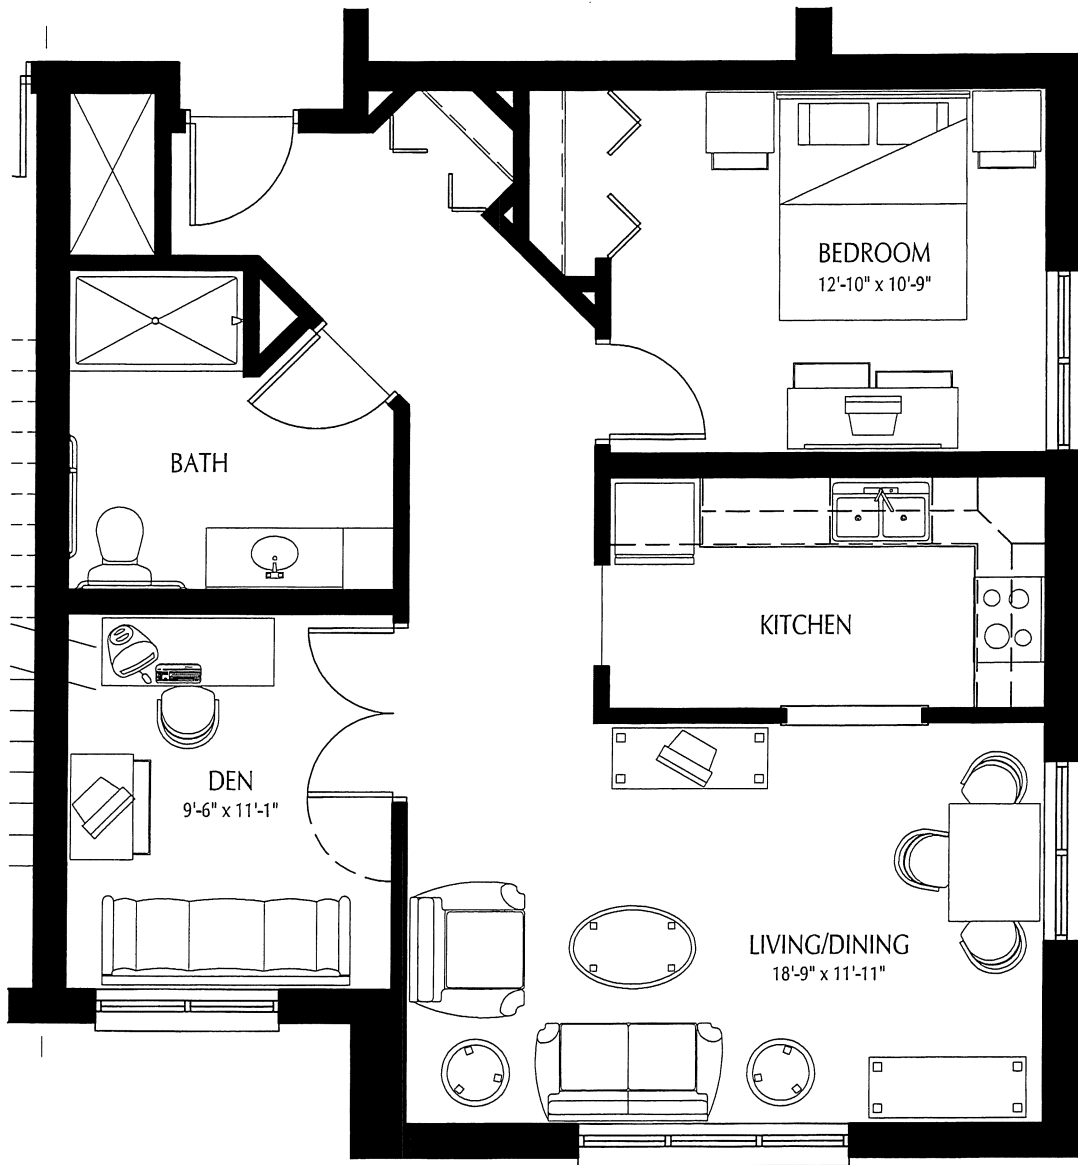 BEDROOM
12'-10" x 10'-9"
BATH
KITCHEN
DEN
9'-6" x 11'-1"
LIVING/DINING
18'-9" x 11'-11"